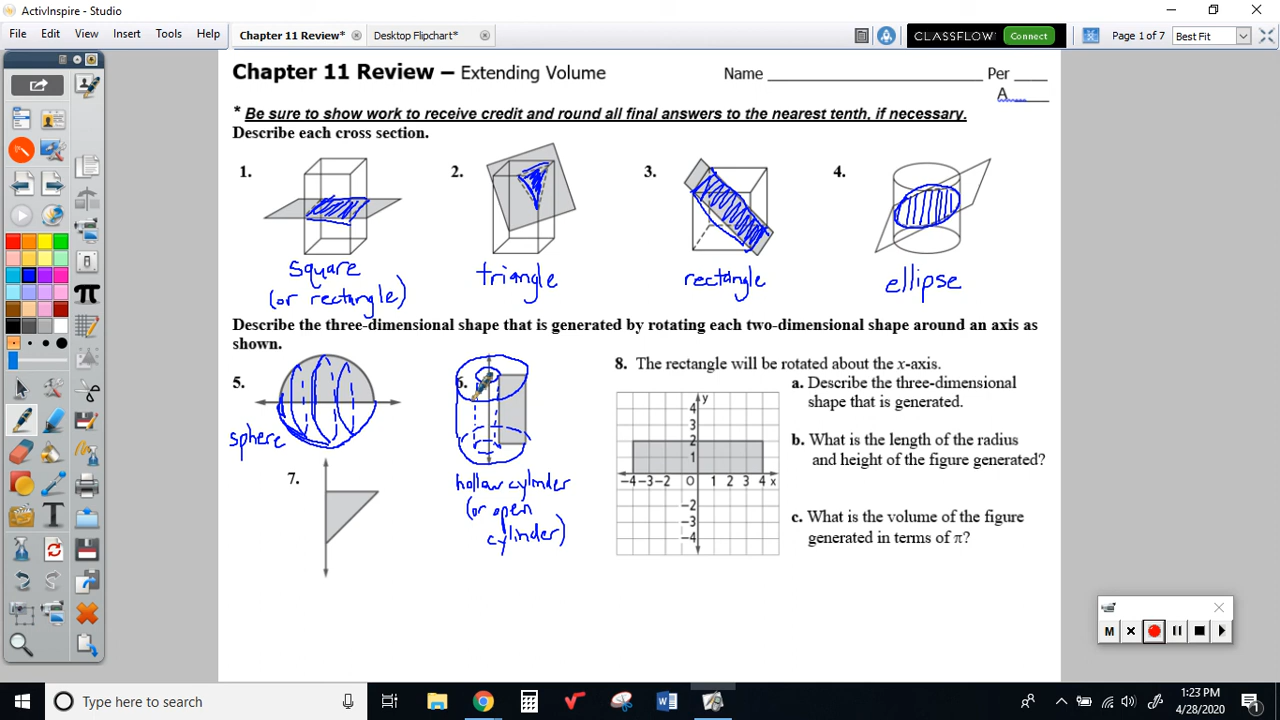 ActivInspire - Studio
File Edit View Insert Tools Help
Chapter 11 Review* Desktop Flipchart*
CLASSFLOW Connect
Page 1 of 7 Best Fit
Chapter 11 Review – Extending Volume
Name ____________________ Per ____
A____
* Be sure to show work to receive credit and round all final answers to the nearest tenth, if necessary.
Describe each cross section.
1. 2. 3. 4.
square
(or rectangle)
triangle
rectangle
ellipse
Describe the three-dimensional shape that is generated by rotating each two-dimensional shape around an axis as
shown.
5.
sphere
6.
hollow cylinder
(or open
cylinder)
7.
8. The rectangle will be rotated about the x-axis.
y
4
3
2
1
−4 −3 −2 O 1 2 3 4 x
−2
−3
−4
a. Describe the three-dimensional
shape that is generated.
b. What is the length of the radius
and height of the figure generated?
c. What is the volume of the figure
generated in terms of π?
M
Type here to search
1:23 PM
4/28/2020